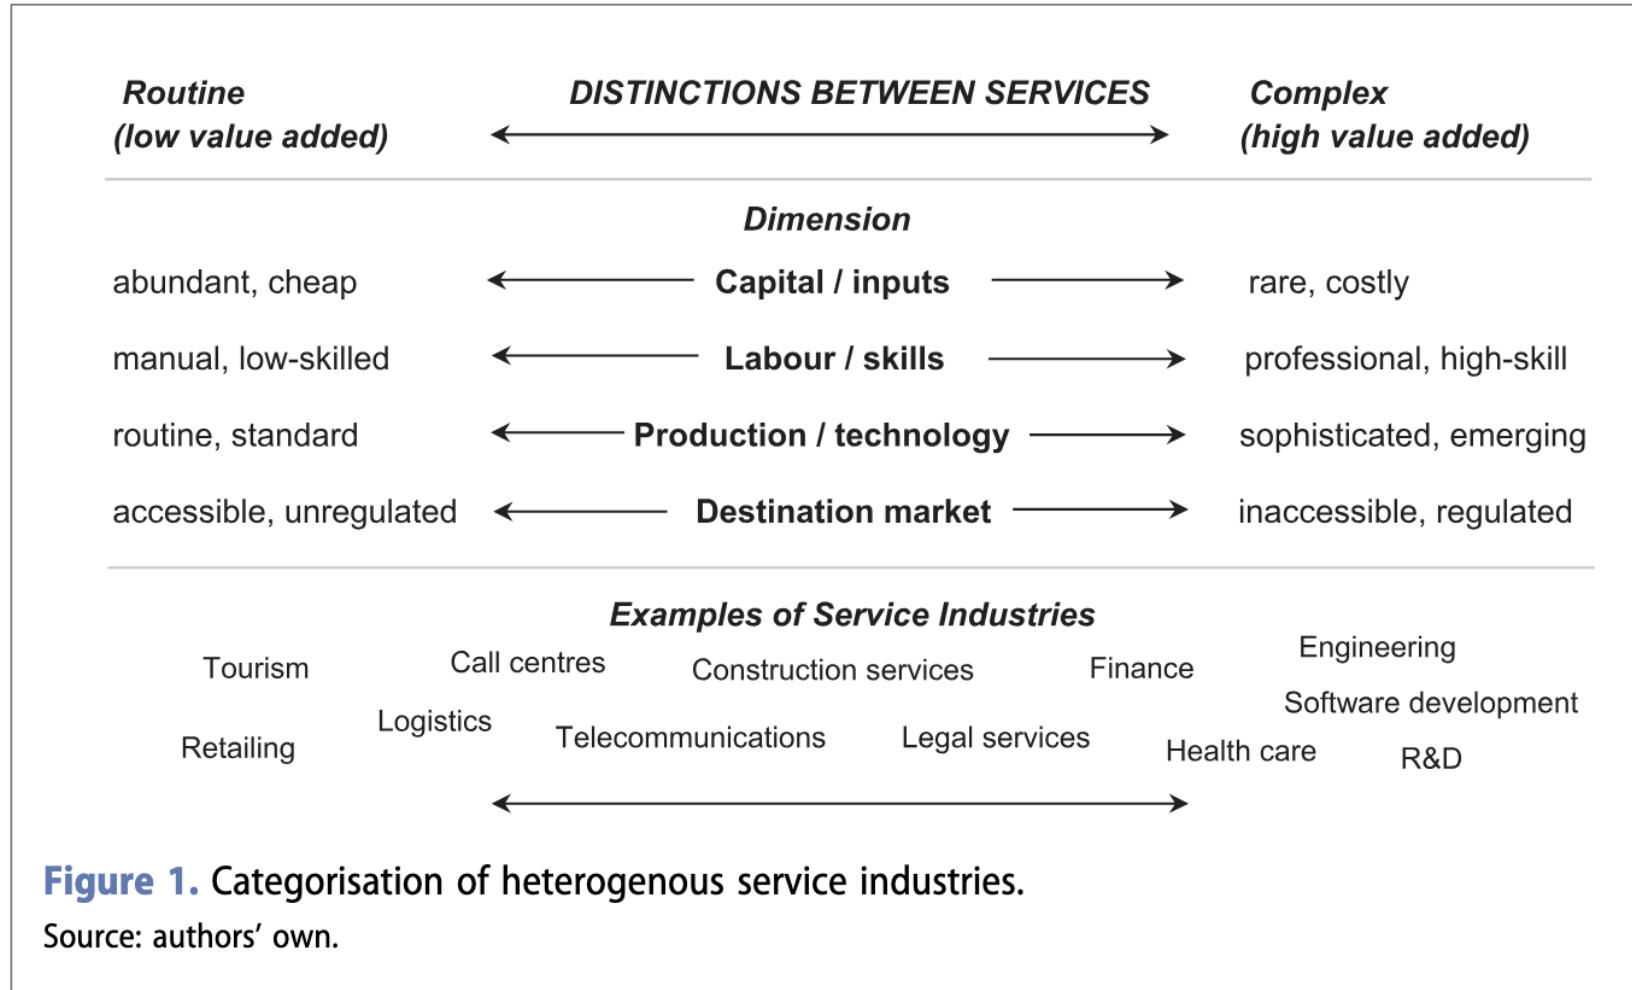 Routine DISTINCTIONS BETWEEN SERVICES Complex
(low value added) (high value added)
Dimension
abundant, cheap Capital / inputs rare, costly
manual, low-skilled Labour / skills professional, high-skill
routine, standard Production / technology sophisticated, emerging
accessible, unregulated Destination market inaccessible, regulated
Examples of Service Industries
Engineering
Tourism Call centres Construction services Finance
Software development
Logistics Telecommunications Legal services
Retailing Health care R&D
Figure 1. Categorisation of heterogenous service industries.
Source: authors’ own.